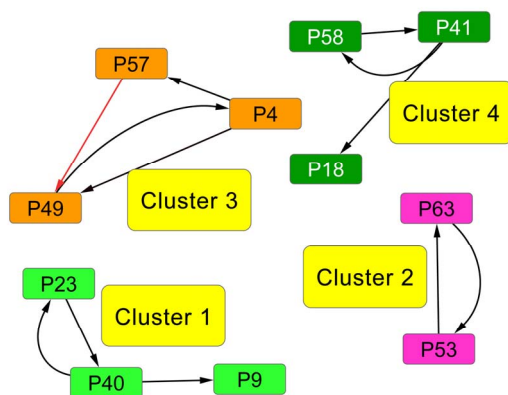 P58
P41
P57
P4
Cluster 4
P18
P49
Cluster 3
P63
P23
Cluster 2
Cluster 1
P53
P40
P9